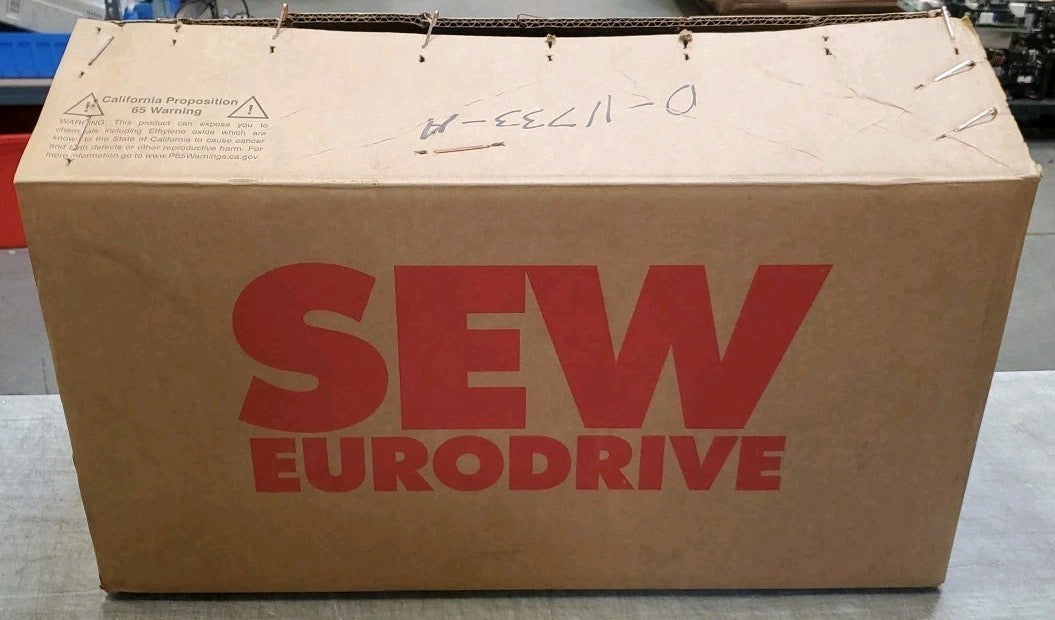 California Proposition
65 Warning
WARNING: This product can expose you to
chemicals including Ethylene oxide which are
know to the State of California to cause cancer
and birth defects or other reproductive harm. For
more information go to www.P65Warnings.ca.gov
D-11733-A
SEW
EURODRIVE